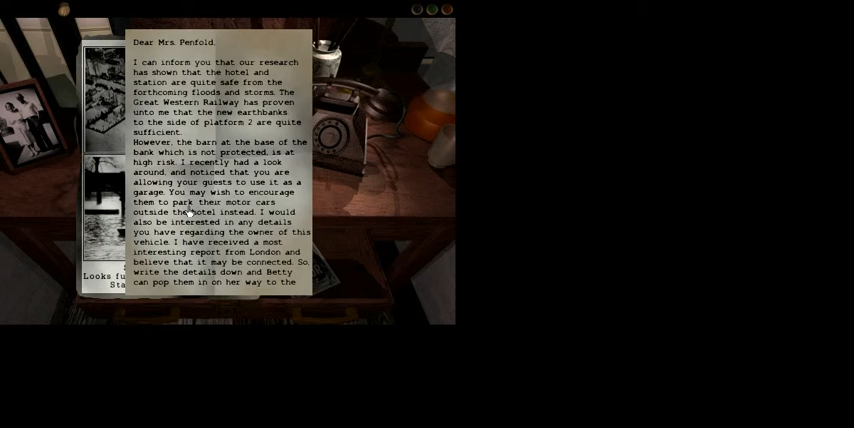 Dear Mrs. Penfold.
I can inform you that our research
has shown that the hotel and
station are quite safe from the
forthcoming floods and storms. The
Great Western Railway has proven
unto me that the new earthbanks
to the side of platform 2 are quite
sufficient.
However, the barn at the base of the
bank which is not protected, is at
high risk. I recently had a look
around, and noticed that you are
allowing your guests to use it as a
garage. You may wish to encourage
them to park their motor cars
outside the hotel instead. I would
also be interested in any details
you have regarding the owner of this
vehicle. I have received a most
interesting report from London and
believe that it may be connected. So,
write the details down and Betty
can pop them in on her way to the
Looks fu
Sta